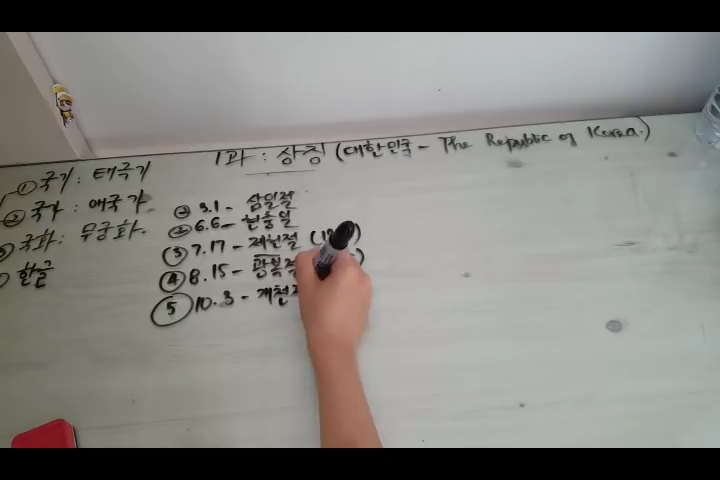 1과 : 상징 (대한민국 - The Republic of Korea.)
① 국기 : 태극기
② 국가 : 애국가
국화 : 무궁화.
한글
② 3.1 - 삼일절
② 6.6 - 현충일
③ 7.17 - 제헌절
④ 8.15 - 광복절
⑤ 10.3 - 개천